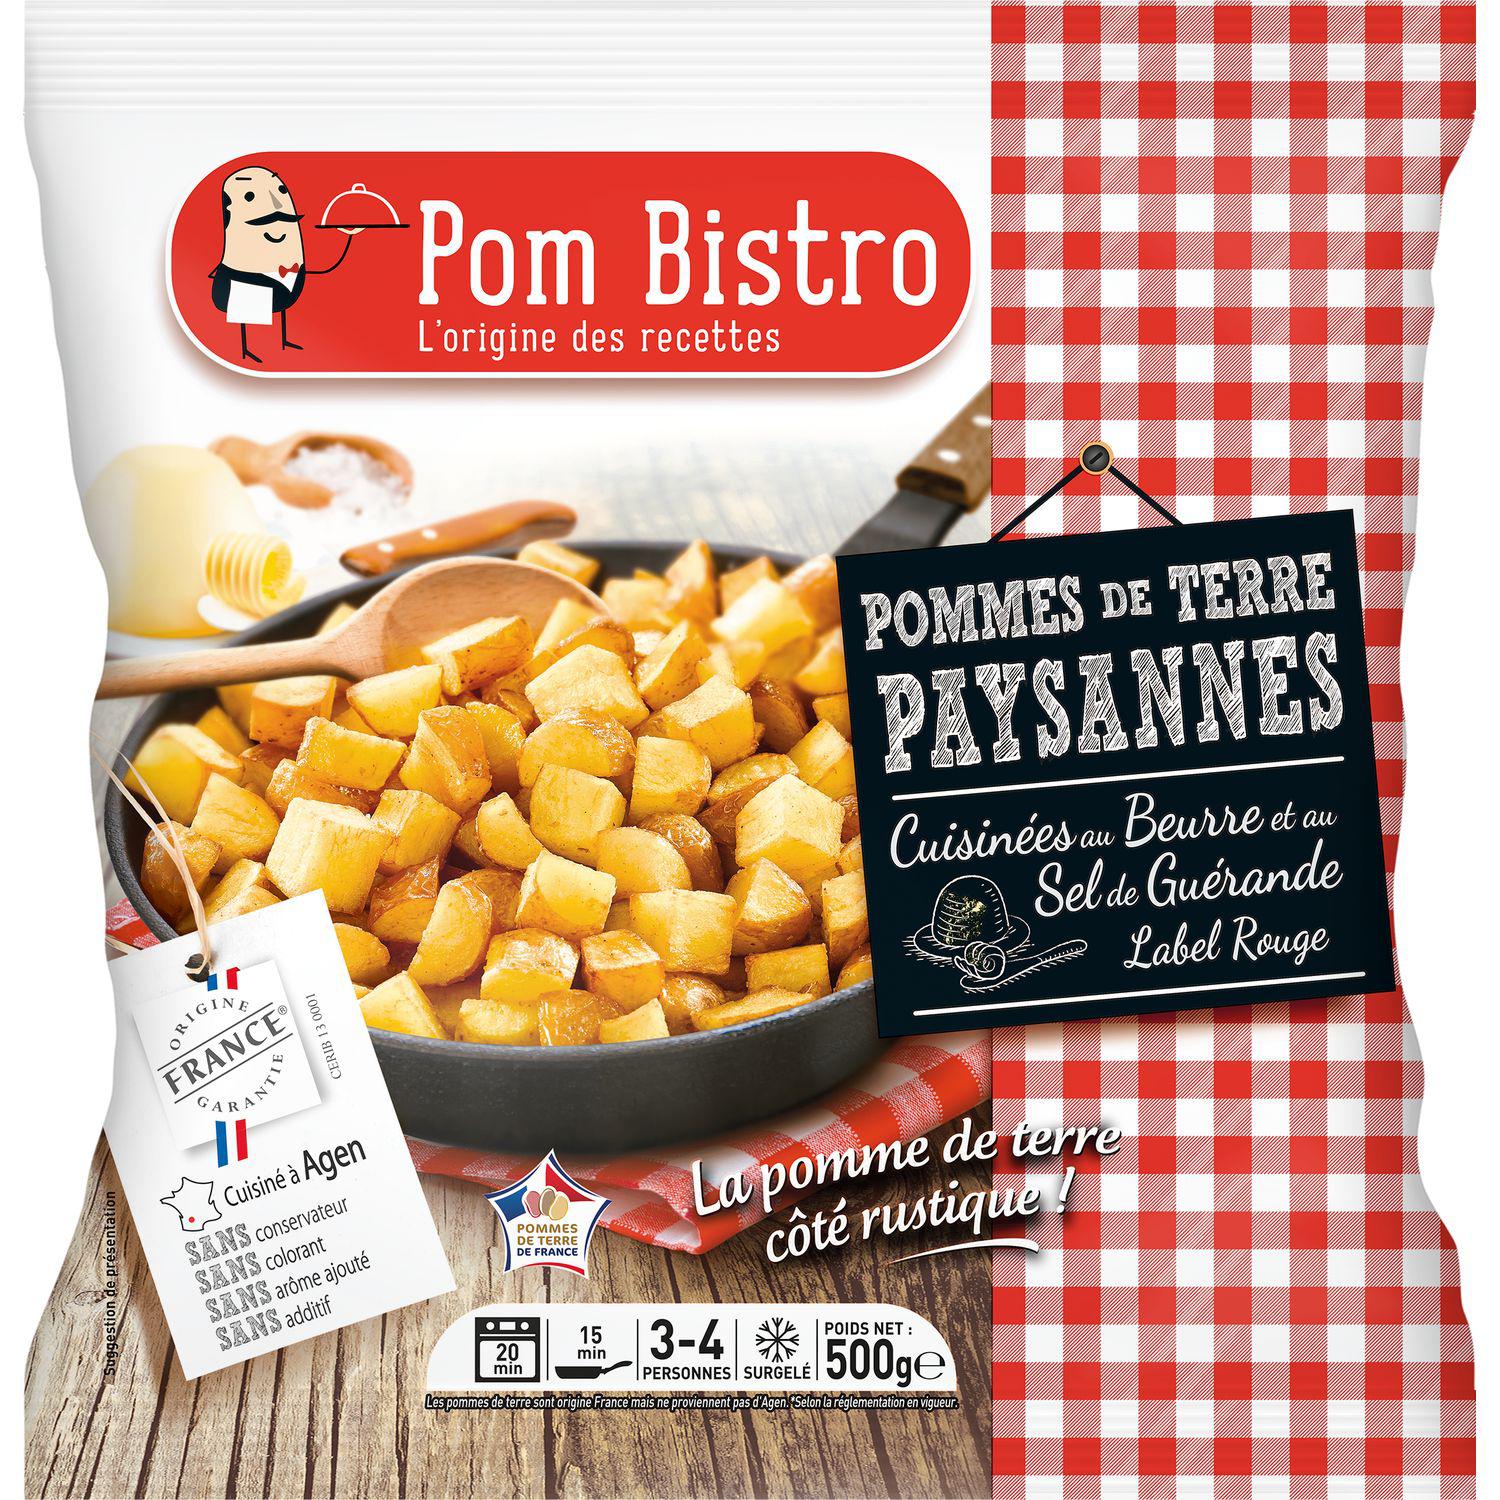 Pom Bistro
L'origine des recettes
POMMES DE TERRE
PAYSANNES
Cuisinées au Beurre et au
Sel de Guérande
Label Rouge
ORIGINE
FRANCE®
GARANTIE
CERIB 13 0001
Cuisiné à Agen
SANS conservateur
SANS colorant
SANS arôme ajouté
SANS additif
Suggestion de présentation
POMMES
DE TERRE
DE FRANCE
La pomme de terre
côté rustique !
20
min
15
min
3-4
PERSONNES
SURGELÉ
POIDS NET :
500g℮
Les pommes de terre sont origine France mais ne proviennent pas d'Agen. *Selon la réglementation en vigueur.